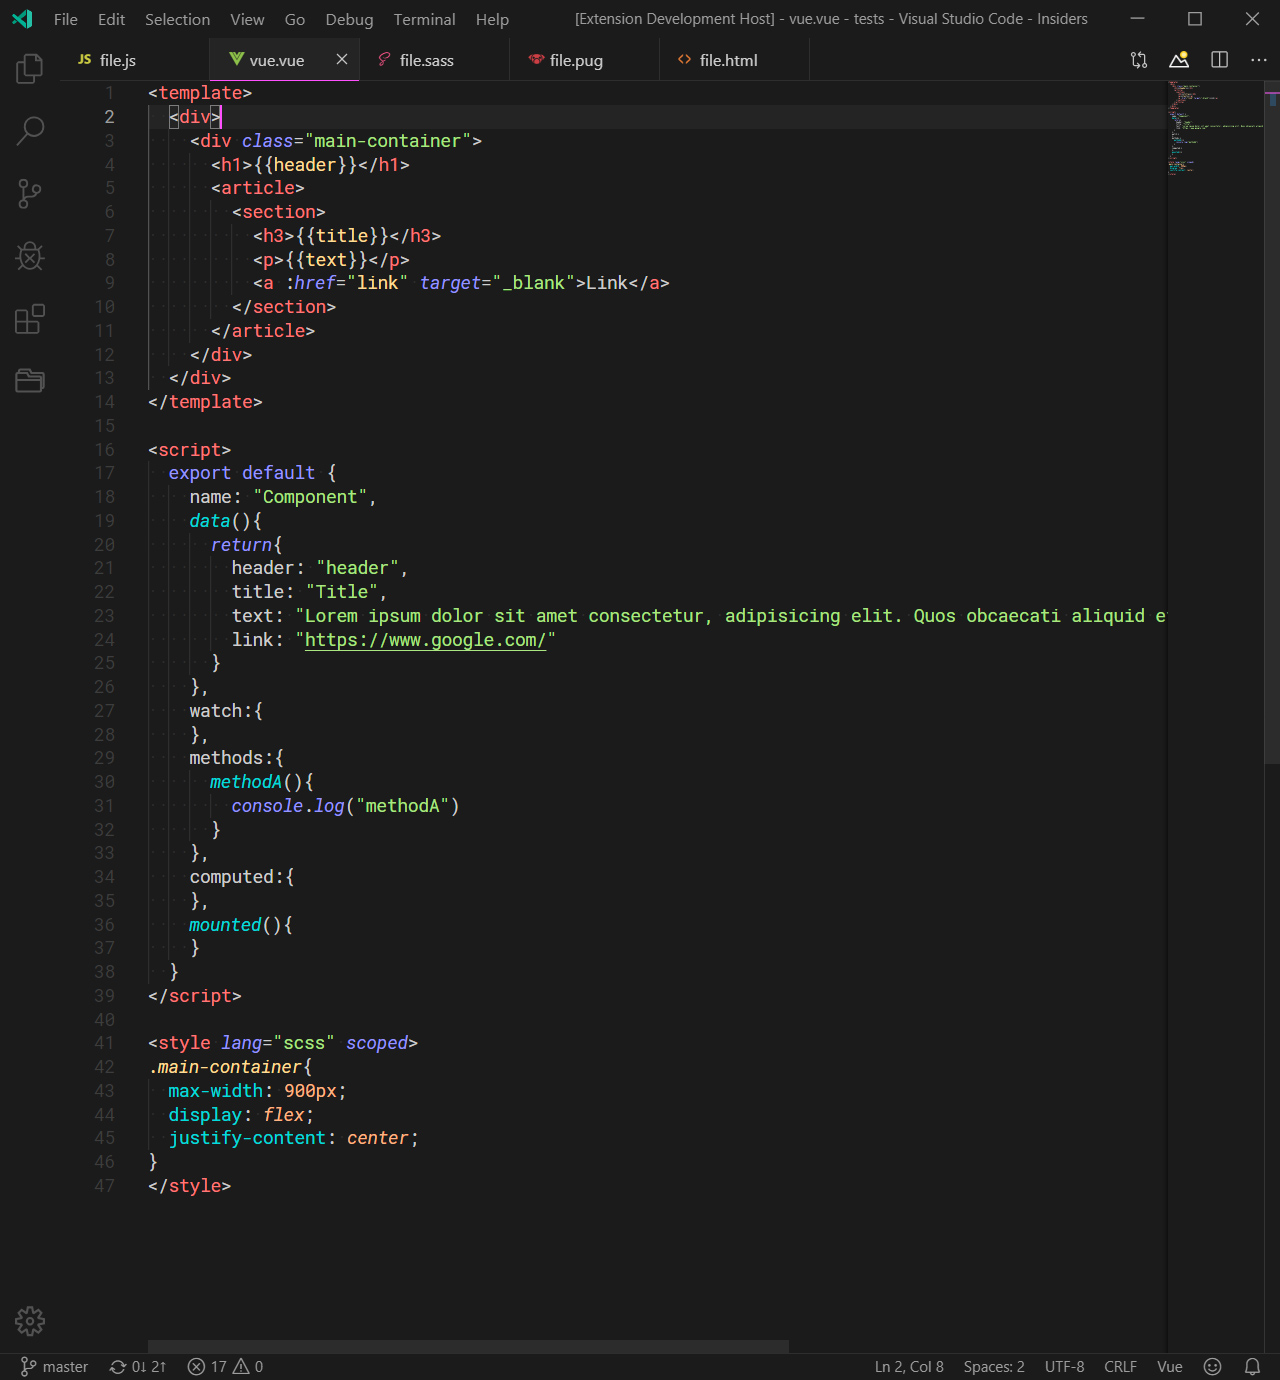 File Edit Selection View Go Debug Terminal Help [Extension Development Host] - vue.vue - tests - Visual Studio Code - Insiders
JS file.js vue.vue file.sass file.pug <> file.html
1 <template>
2 <div>
3 <div class="main-container">
4 <h1>{{header}}</h1>
5 <article>
6 <section>
7 <h3>{{title}}</h3>
8 <p>{{text}}</p>
9 <a :href="link" target="_blank">Link</a>
10 </section>
11 </article>
12 </div>
13 </div>
14 </template>
15
16 <script>
17 export default {
18 name: "Component",
19 data(){
20 return{
21 header: "header",
22 title: "Title",
23 text: "Lorem ipsum dolor sit amet consectetur, adipisicing elit. Quos obcaecati aliquid e
24 link: "https://www.google.com/"
25 }
26 },
27 watch:{
28 },
29 methods:{
30 methodA(){
31 console.log("methodA")
32 }
33 },
34 computed:{
35 },
36 mounted(){
37 }
38 }
39 </script>
40
41 <style lang="scss" scoped>
42 .main-container{
43 max-width: 900px;
44 display: flex;
45 justify-content: center;
46 }
47 </style>
master 0↓ 2↑ 17 0 Ln 2, Col 8 Spaces: 2 UTF-8 CRLF Vue